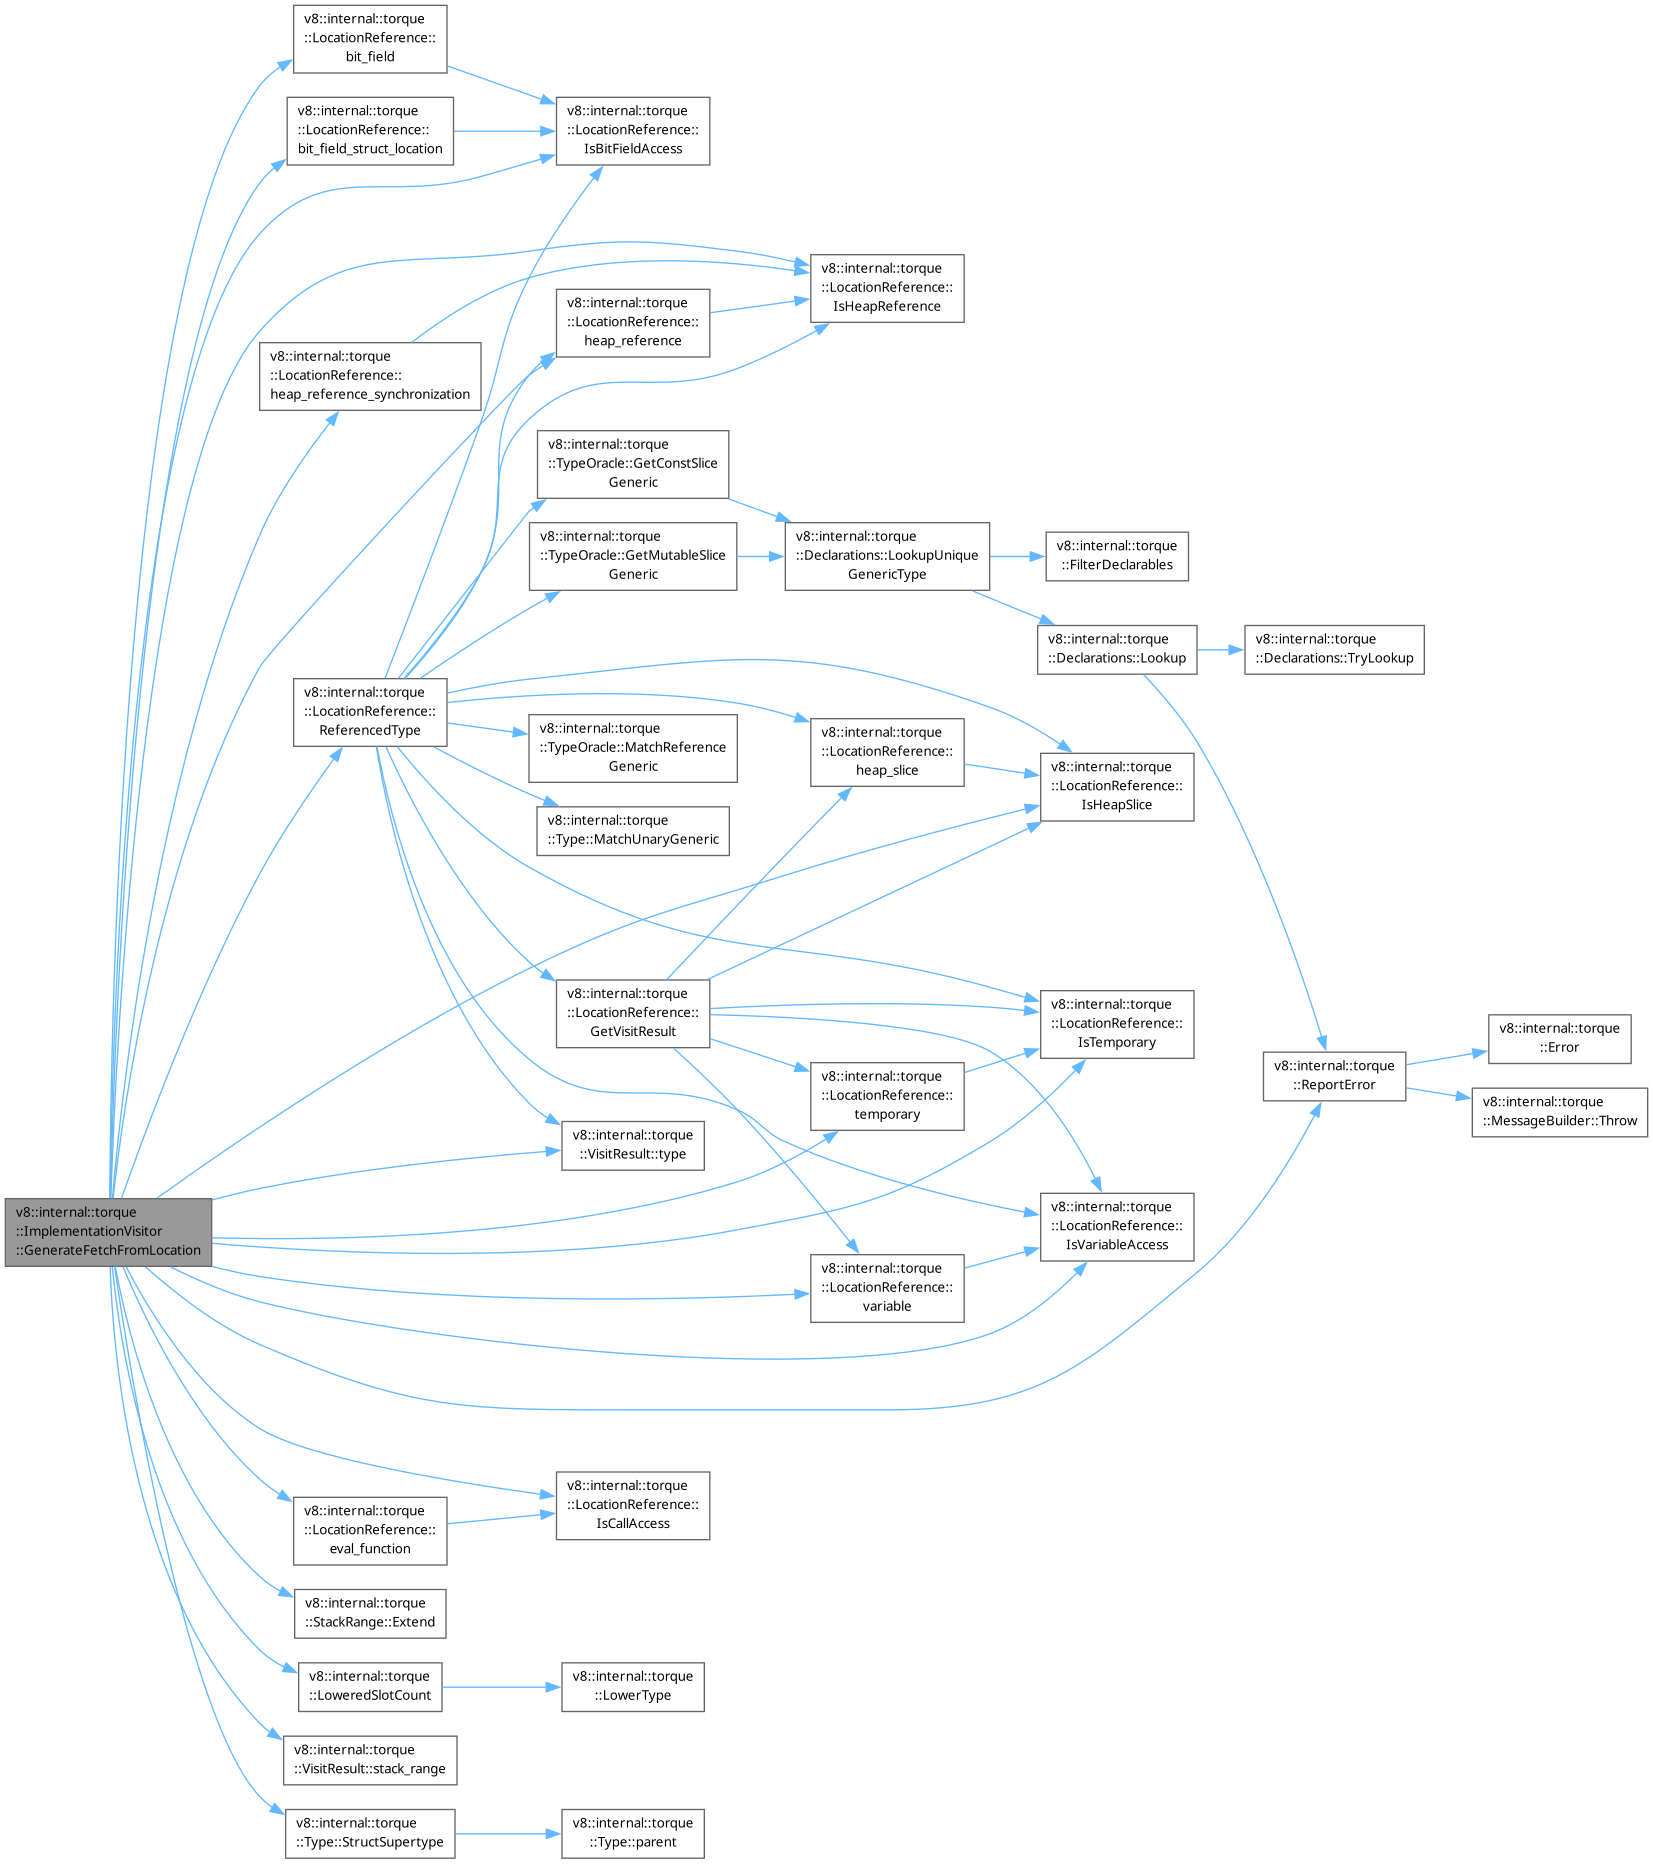 v8::internal::torque
::LocationReference::
bit_field
v8::internal::torque
::LocationReference::
bit_field_struct_location
v8::internal::torque
::LocationReference::
IsBitFieldAccess
v8::internal::torque
::LocationReference::
IsHeapReference
v8::internal::torque
::LocationReference::
heap_reference
v8::internal::torque
::LocationReference::
heap_reference_synchronization
v8::internal::torque
::TypeOracle::GetConstSlice
Generic
v8::internal::torque
::TypeOracle::GetMutableSlice
Generic
v8::internal::torque
::Declarations::LookupUnique
GenericType
v8::internal::torque
::FilterDeclarables
v8::internal::torque
::Declarations::Lookup
v8::internal::torque
::Declarations::TryLookup
v8::internal::torque
::LocationReference::
ReferencedType
v8::internal::torque
::TypeOracle::MatchReference
Generic
v8::internal::torque
::LocationReference::
heap_slice
v8::internal::torque
::LocationReference::
IsHeapSlice
v8::internal::torque
::Type::MatchUnaryGeneric
v8::internal::torque
::LocationReference::
GetVisitResult
v8::internal::torque
::LocationReference::
IsTemporary
v8::internal::torque
::Error
v8::internal::torque
::ReportError
v8::internal::torque
::LocationReference::
temporary
v8::internal::torque
::MessageBuilder::Throw
v8::internal::torque
::VisitResult::type
v8::internal::torque
::ImplementationVisitor
::GenerateFetchFromLocation
v8::internal::torque
::LocationReference::
IsVariableAccess
v8::internal::torque
::LocationReference::
variable
v8::internal::torque
::LocationReference::
IsCallAccess
v8::internal::torque
::LocationReference::
eval_function
v8::internal::torque
::StackRange::Extend
v8::internal::torque
::LoweredSlotCount
v8::internal::torque
::LowerType
v8::internal::torque
::VisitResult::stack_range
v8::internal::torque
::Type::StructSupertype
v8::internal::torque
::Type::parent